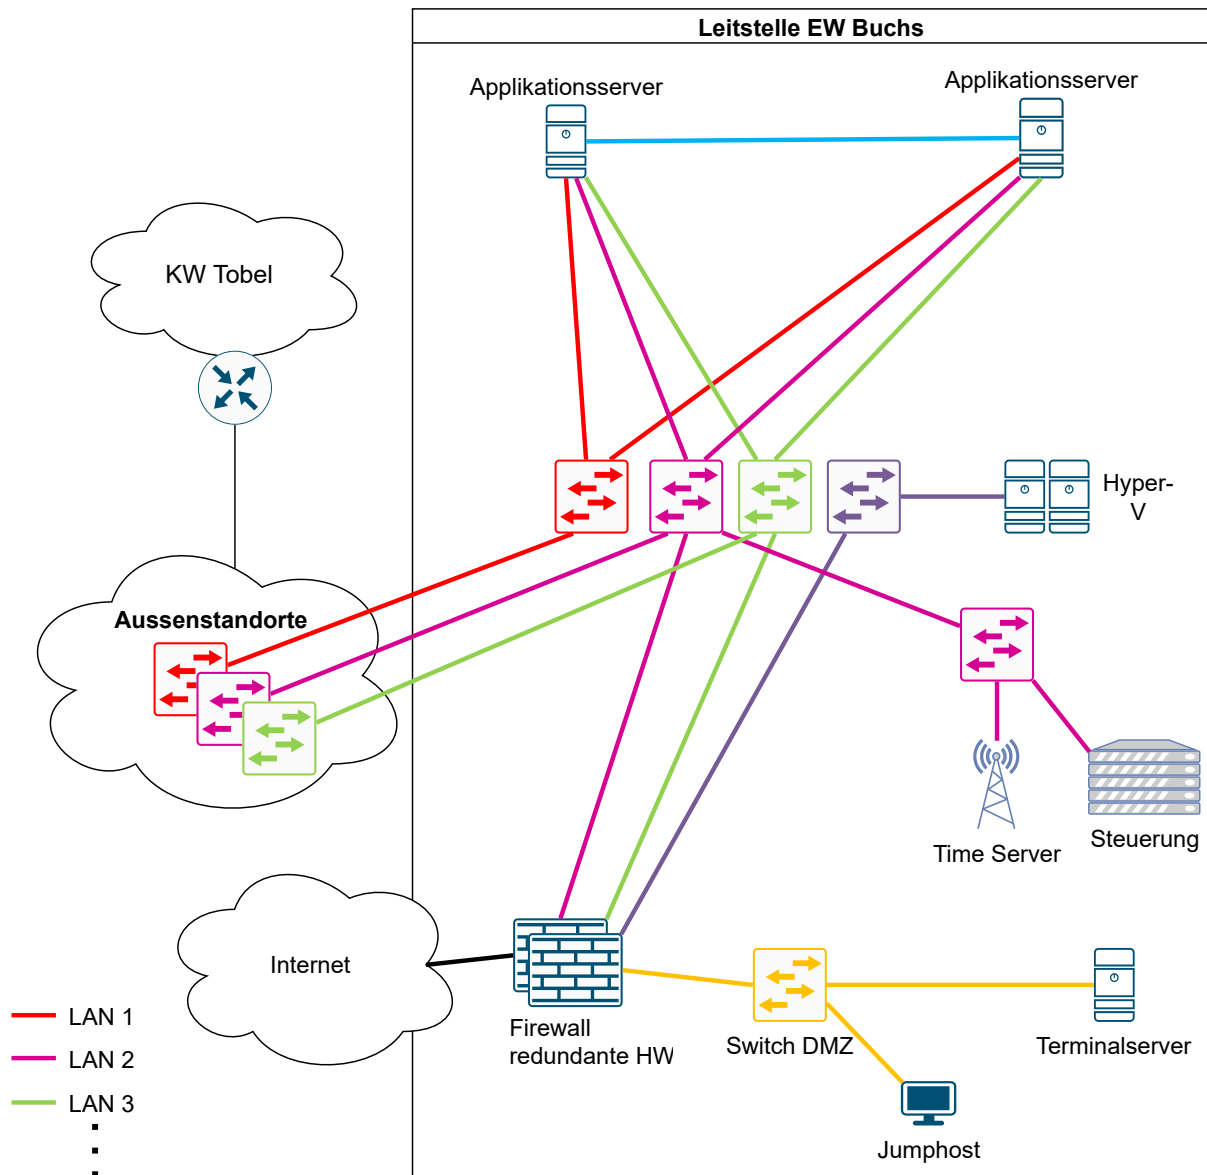 Leitstelle EW Buchs
Applikationsserver
Applikationsserver
KW Tobel
Hyper-
V
Aussenstandorte
Time Server
Steuerung
Internet
Firewall
redundante HW
Switch DMZ
Terminalserver
Jumphost
LAN 1
LAN 2
LAN 3